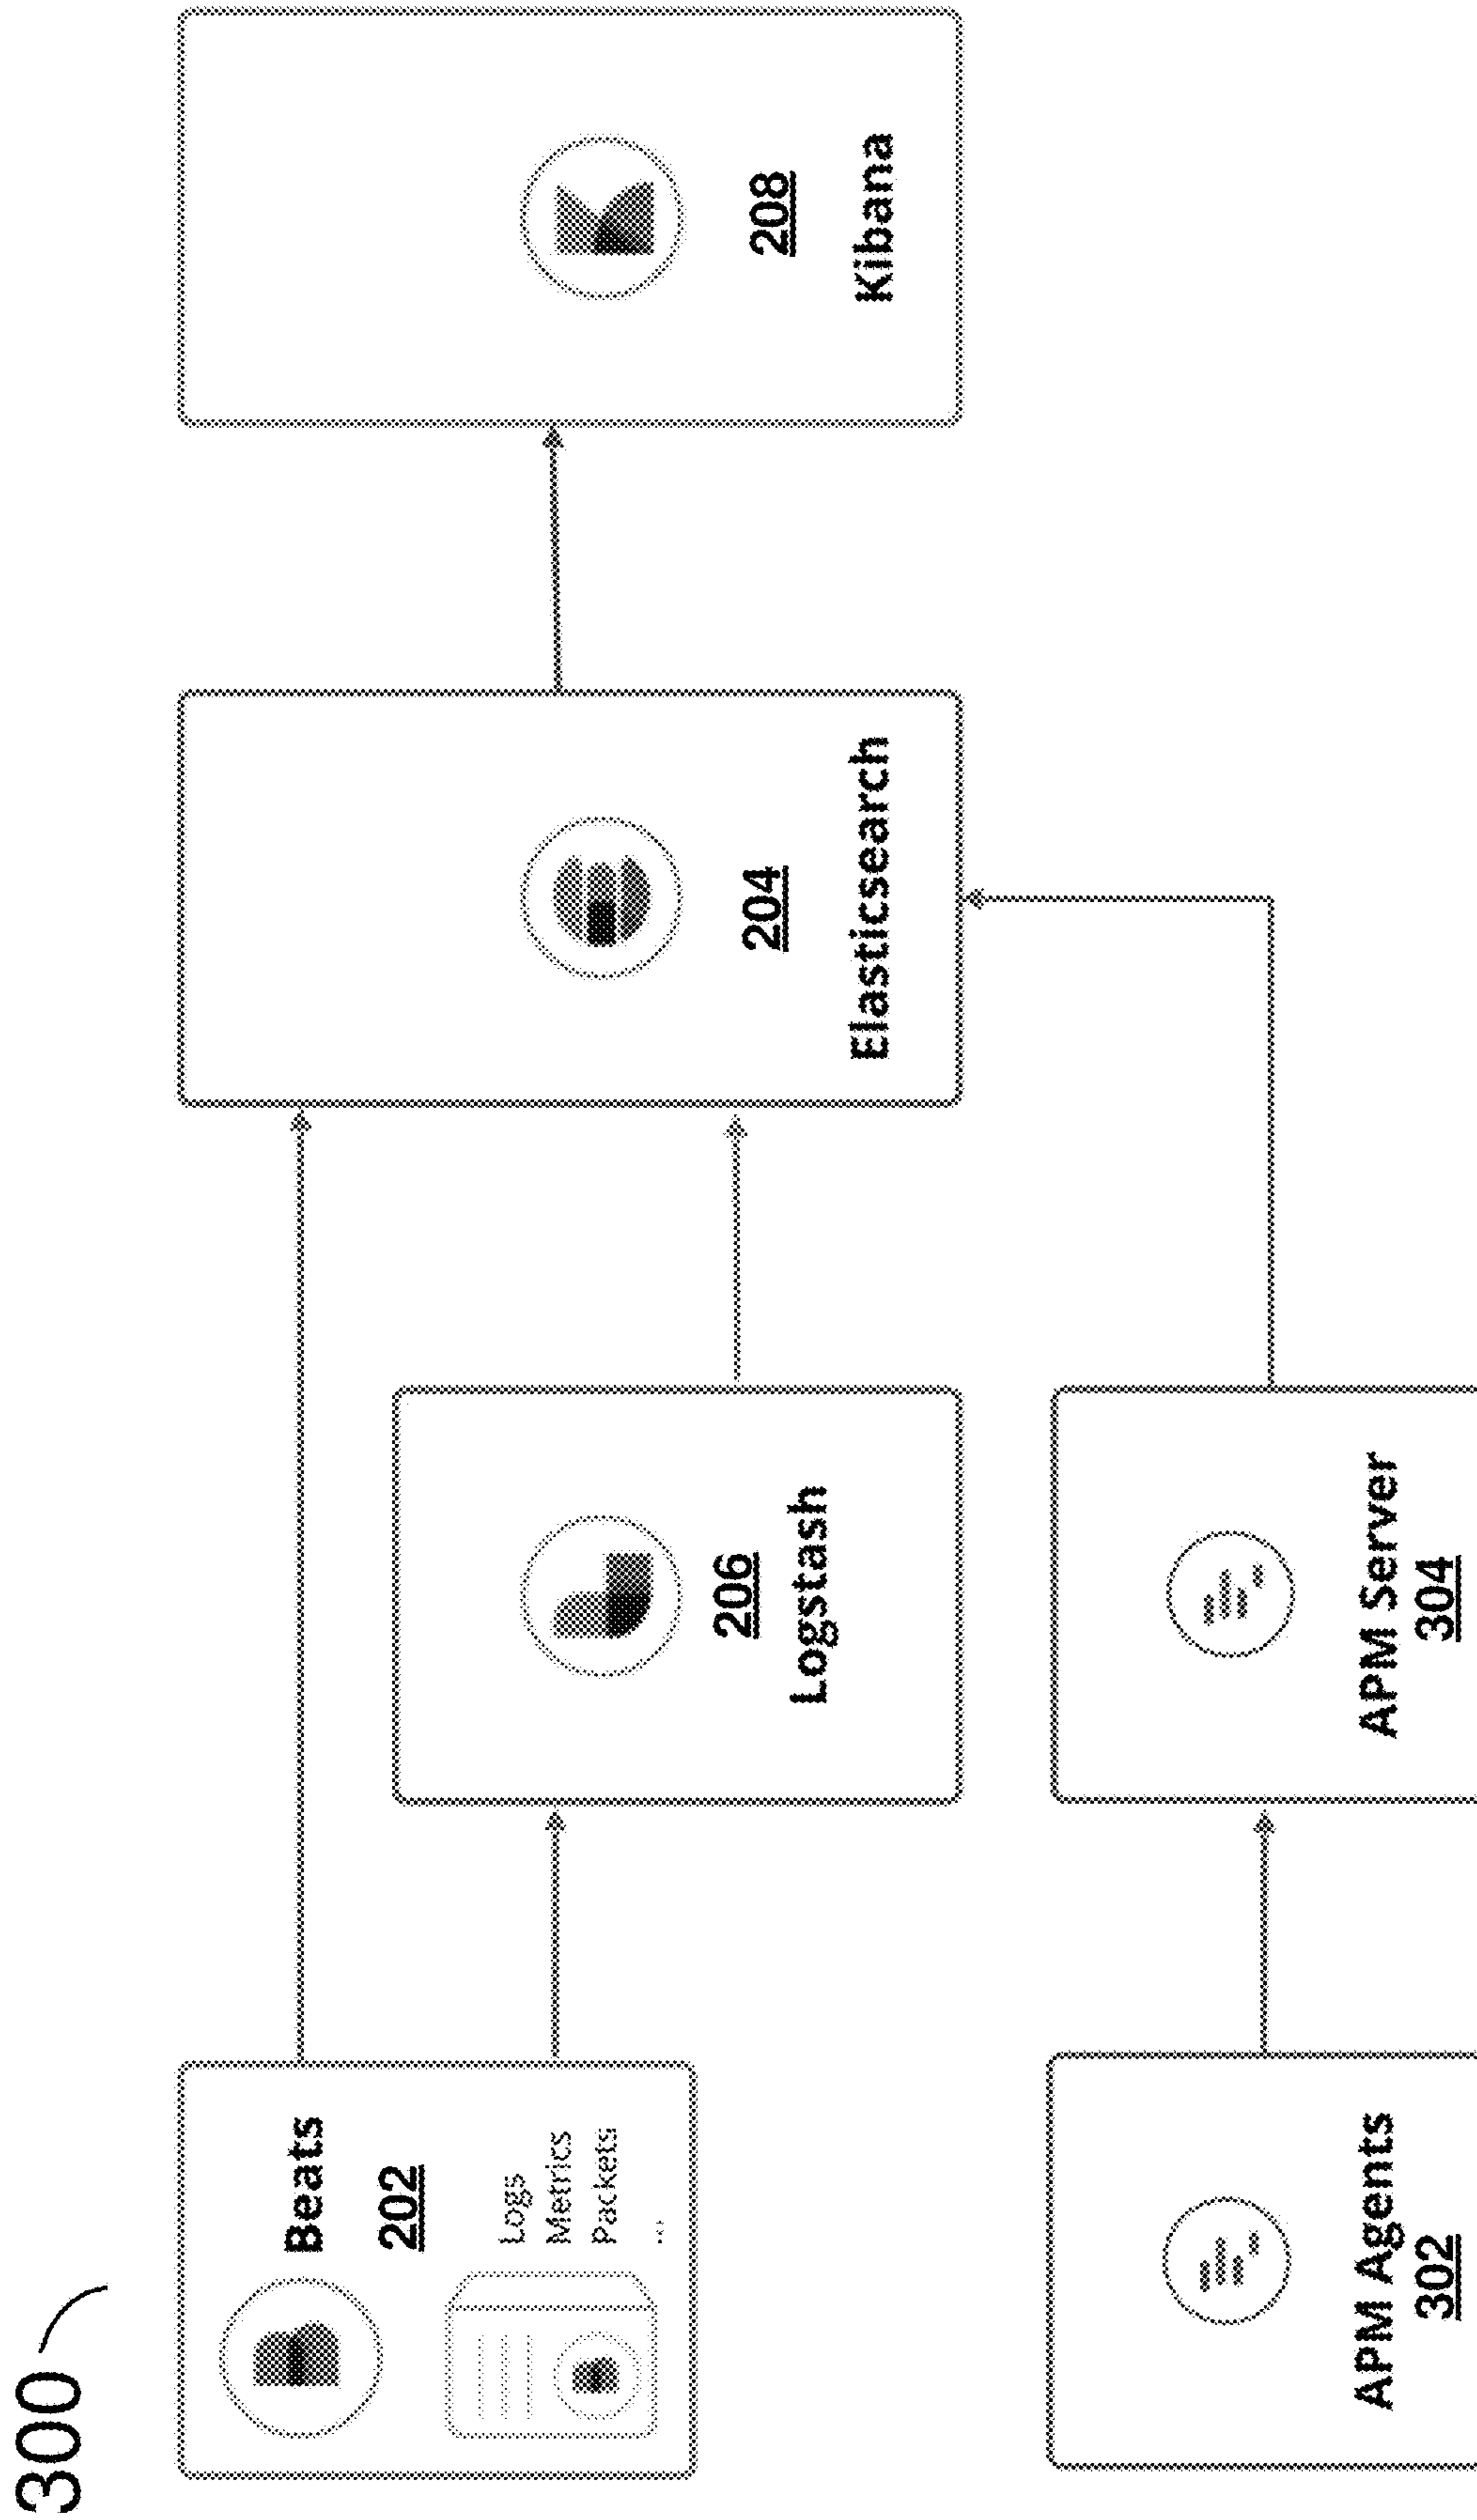 300
Beats
202
Logs
Metrics
Packets
...
206
Logstash
204
Elasticsearch
208
Kibana
APM Agents
302
APM Server
304